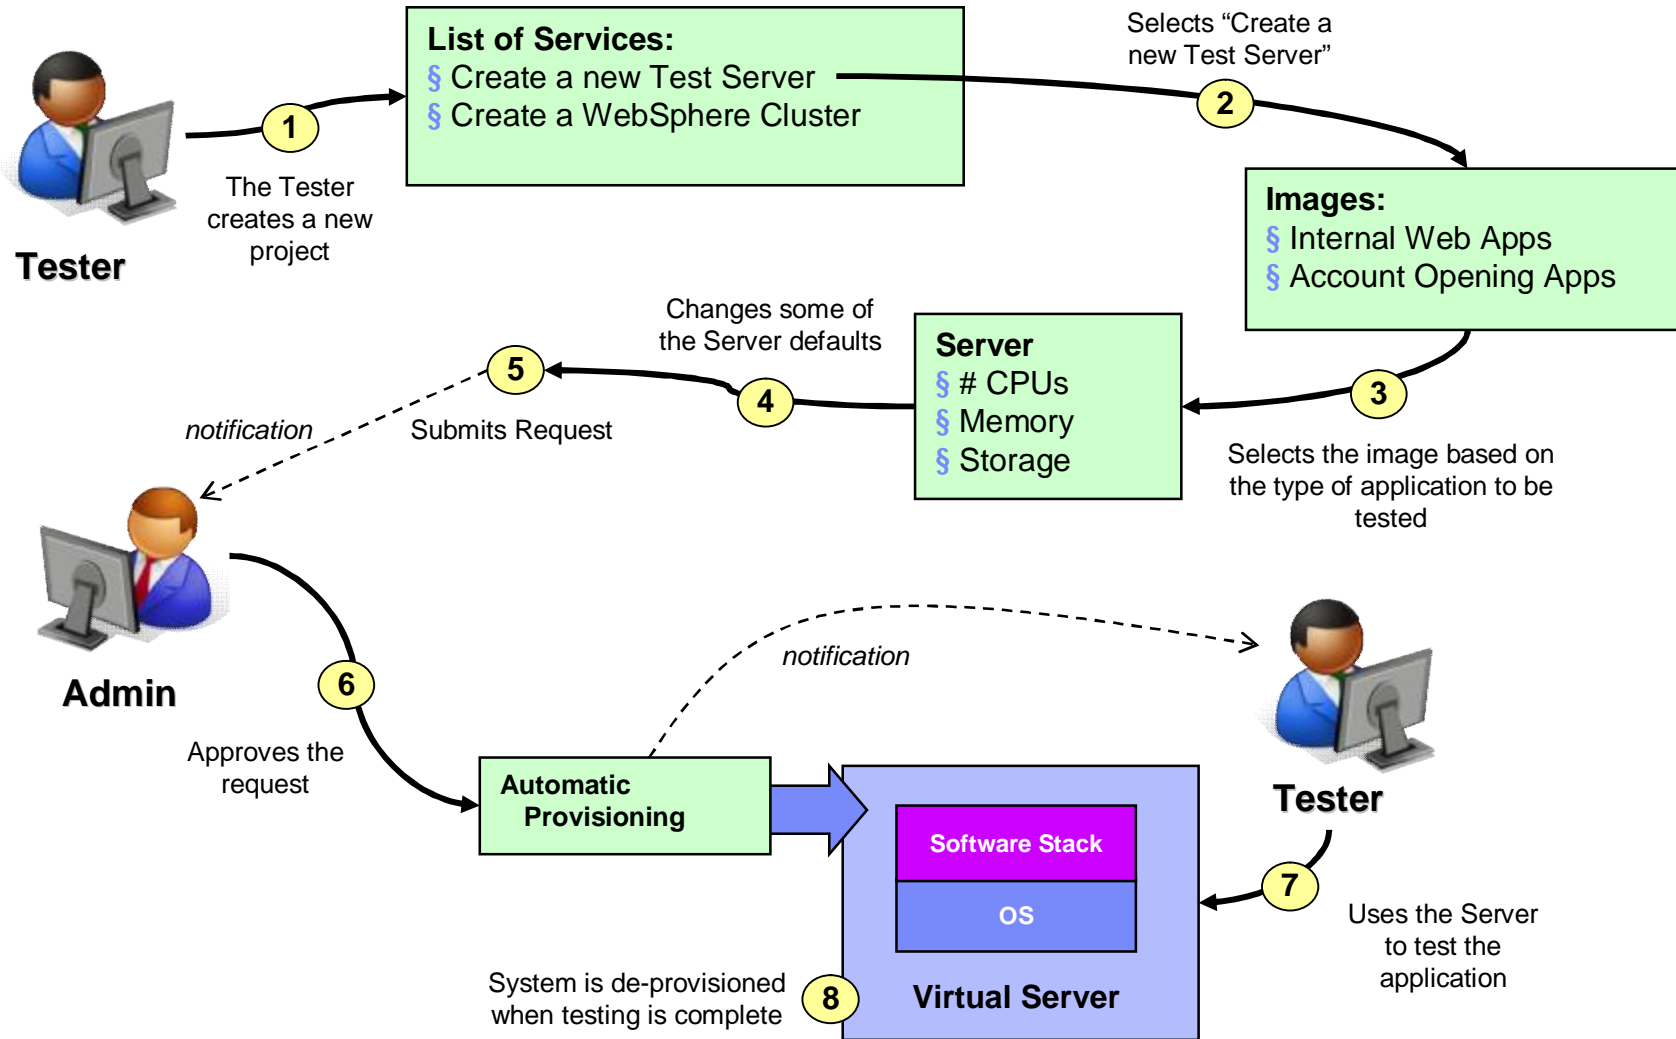 List of Services:
§ Create a new Test Server
§ Create a WebSphere Cluster
Selects “Create a
new Test Server”
1
2
The Tester
creates a new
project
Tester
Images:
§ Internal Web Apps
§ Account Opening Apps
Changes some of
the Server defaults
Server
§ # CPUs
§ Memory
§ Storage
5
4
3
notification
Submits Request
Selects the image based on
the type of application to be
tested
Admin
6
Approves the
request
notification
Automatic
Provisioning
Tester
Software Stack
OS
7
Uses the Server
to test the
application
System is de-provisioned
when testing is complete
8
Virtual Server